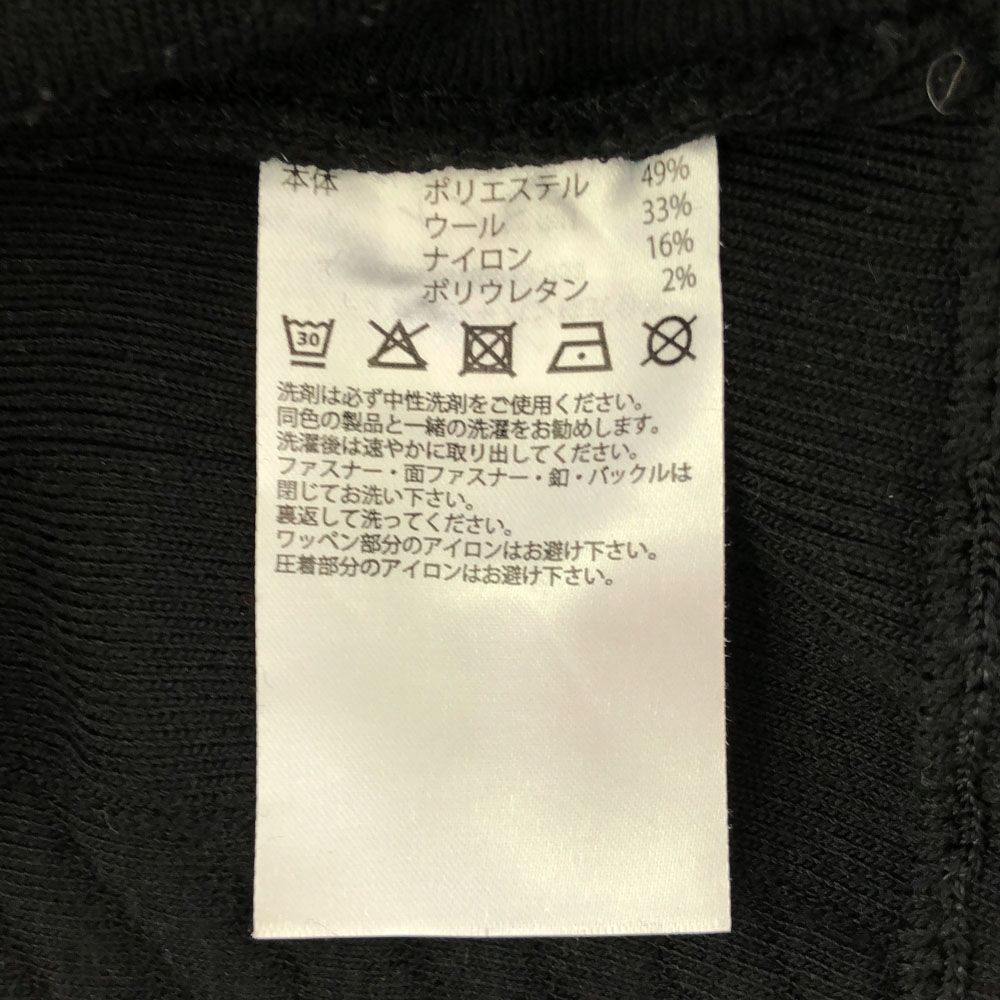 本体 ポリエステル 49%
ウール 33%
ナイロン 16%
ポリウレタン 2%
30
洗剤は必ず中性洗剤をご使用ください。
同色の製品と一緒の洗濯をお勧めします。
洗濯後は速やかに取り出してください。
ファスナー・面ファスナー・釦・バックルは
閉じてお洗い下さい。
裏返して洗ってください。
ワッペン部分のアイロンはお避け下さい。
圧着部分のアイロンはお避け下さい。